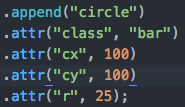 .append("circle")
.attr("class", "bar")
.attr("cx", 100)
.attr("cy", 100)
.attr("r", 25);